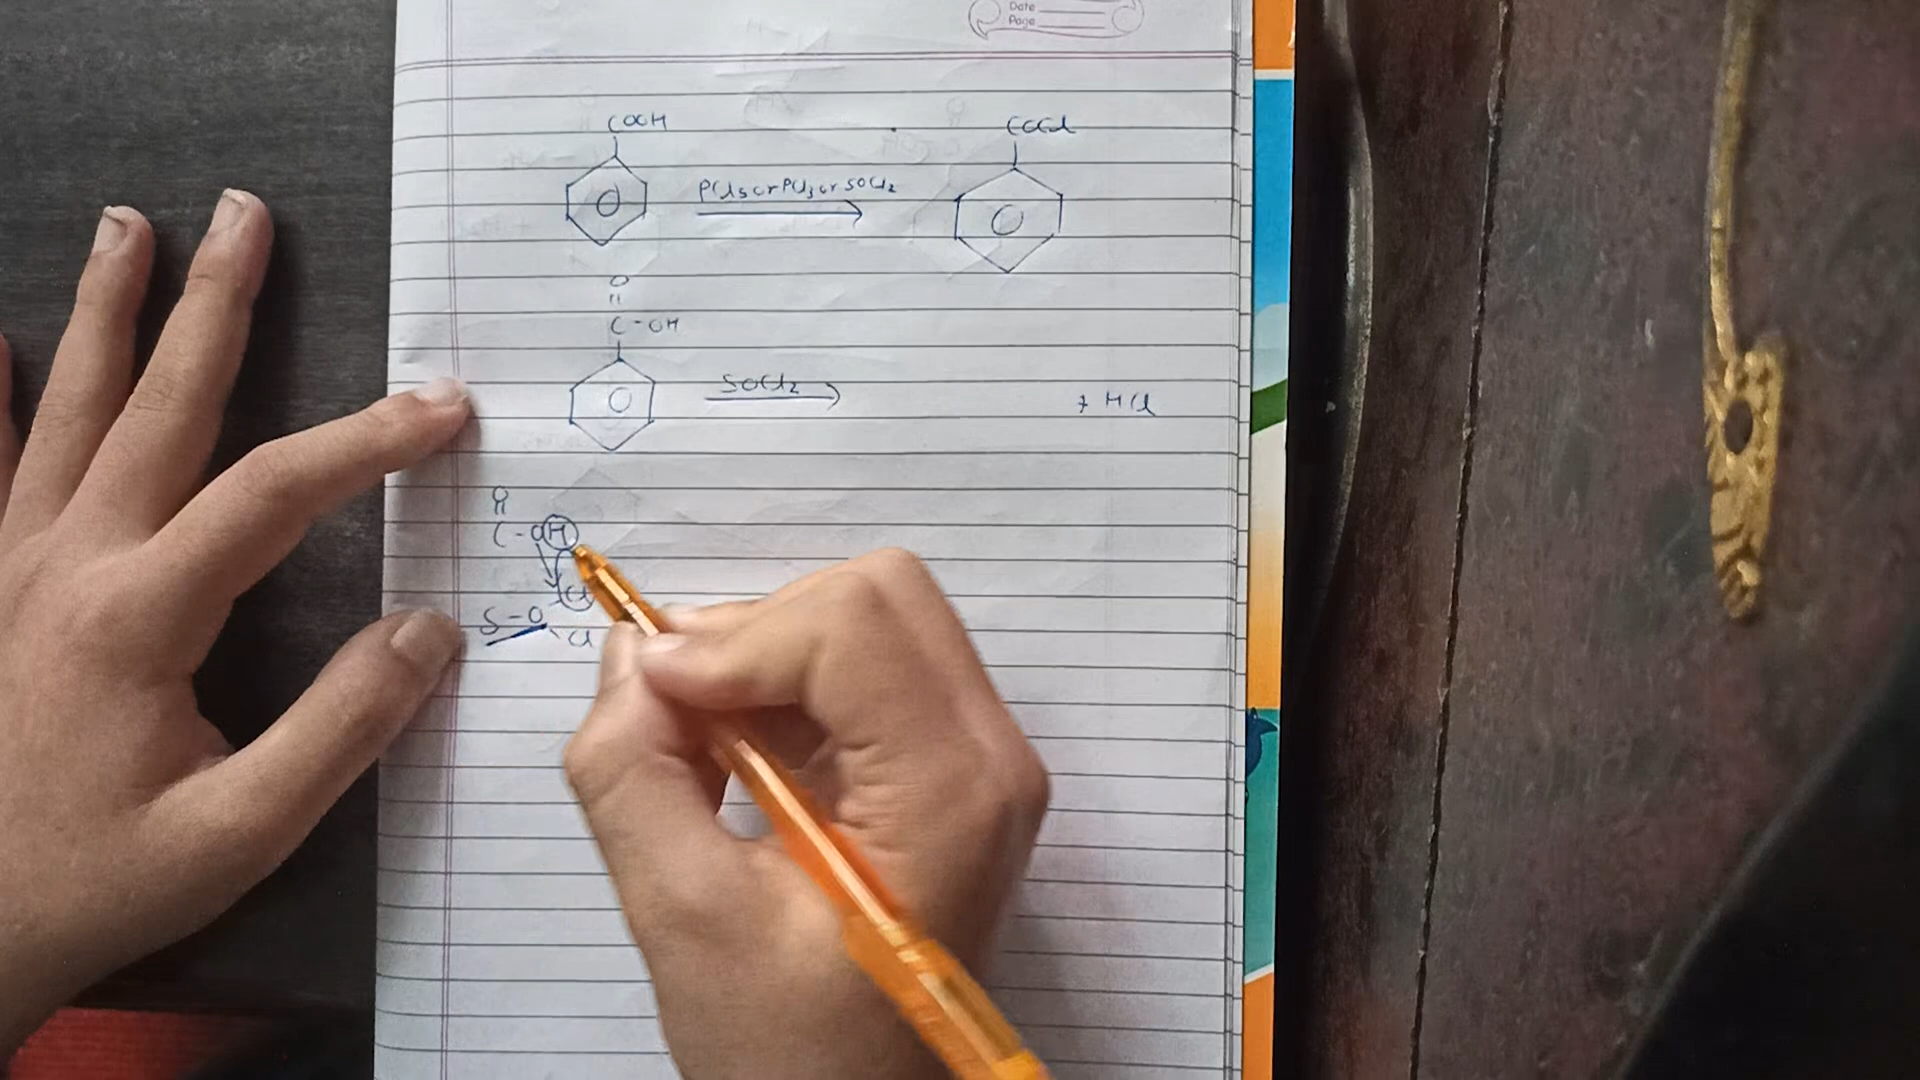 Date
Page
COOH
COCl
PCl5 or PCl3 or SOCl2
O
C-OH
SOCl2
+ HCl
O
C-OH
Cl
S-O
Cl